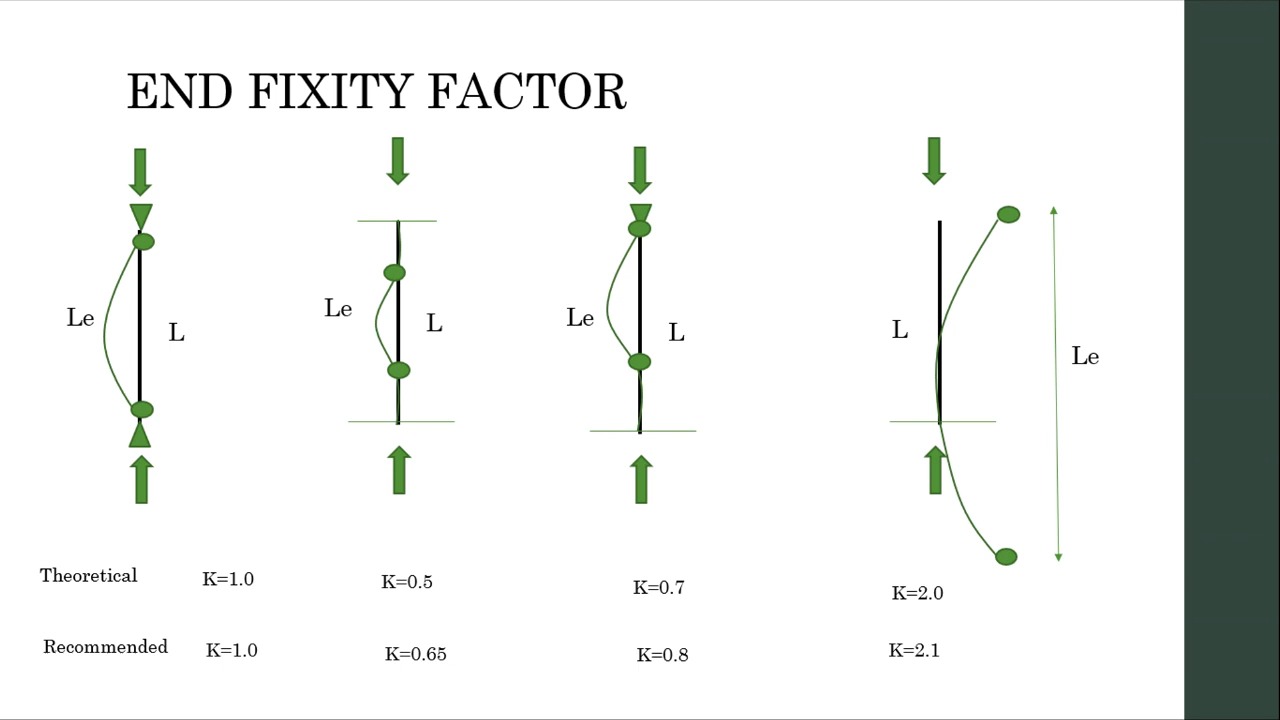 END FIXITY FACTOR
Le
L
Le
L
Le
L
L
Le
Theoretical K=1.0 K=0.5 K=0.7 K=2.0
Recommended K=1.0 K=0.65 K=0.8 K=2.1